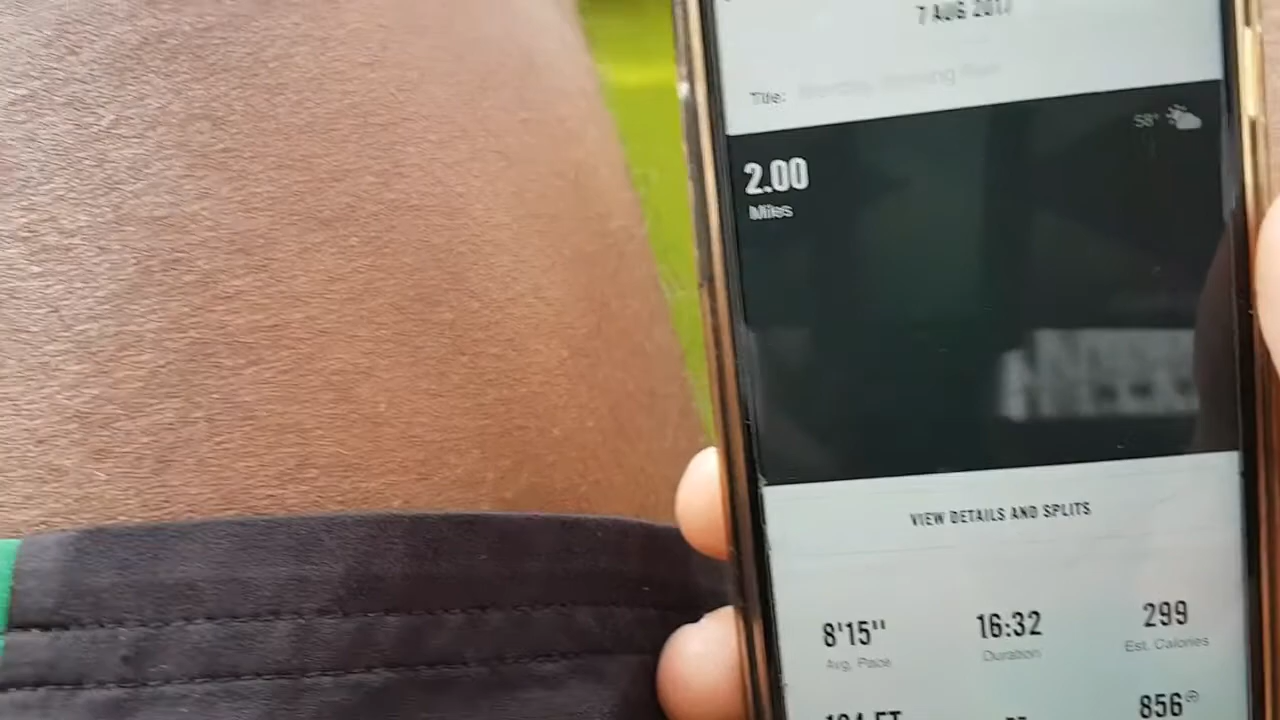 7 AUG 2017
Title:
58°
2.00
Miles
VIEW DETAILS AND SPLITS
8'15" 16:32 299
Avg. Pace Duration Est. Calories
856